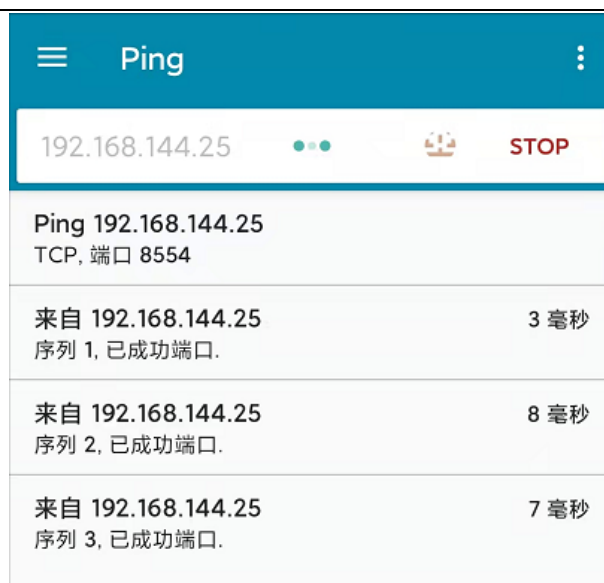 Ping
192.168.144.25
STOP
Ping 192.168.144.25
TCP, 端口 8554
来自 192.168.144.25
3 毫秒
序列 1, 已成功端口.
来自 192.168.144.25
8 毫秒
序列 2, 已成功端口.
来自 192.168.144.25
7 毫秒
序列 3, 已成功端口.